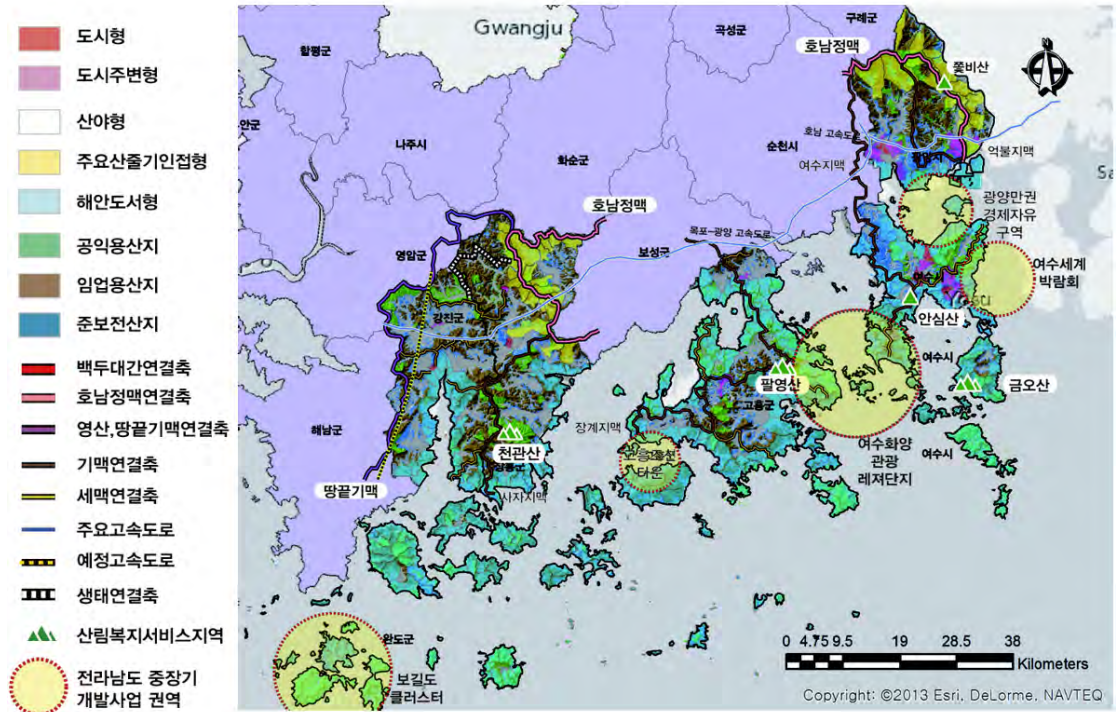 도시형
도시주변형
산야형
주요산줄기인접형
해안도서형
공익용산지
임업용산지
준보전산지
백두대간연결축
호남정맥연결축
영산,땅끝기맥연결축
기맥연결축
세맥연결축
주요고속도로
예정고속도로
생태연결축
산림복지서비스지역
전라남도 중장기
개발사업 권역
Gwangju
함평군
곡성군
구례군
호남정맥
쫓비산
나주시
화순군
순천시
호남 고속도로
여수지맥
억불지맥
광양만권
경제자유
구역
호남정맥
목포-광양 고속도로
보성군
영암군
강진군
여수시
여수세계
박람회
안심산
여수시
금오산
팔영산
고흥군
해남군
천관산
장흥군
사자지맥
장계지맥
타운
땅끝기맥
여수화양
관광
레져단지
여수시
완도군
보길도
클러스터
0 4.75 9.5 19 28.5 38
Kilometers
Copyright: ©2013 Esri, DeLorme, NAVTEQ